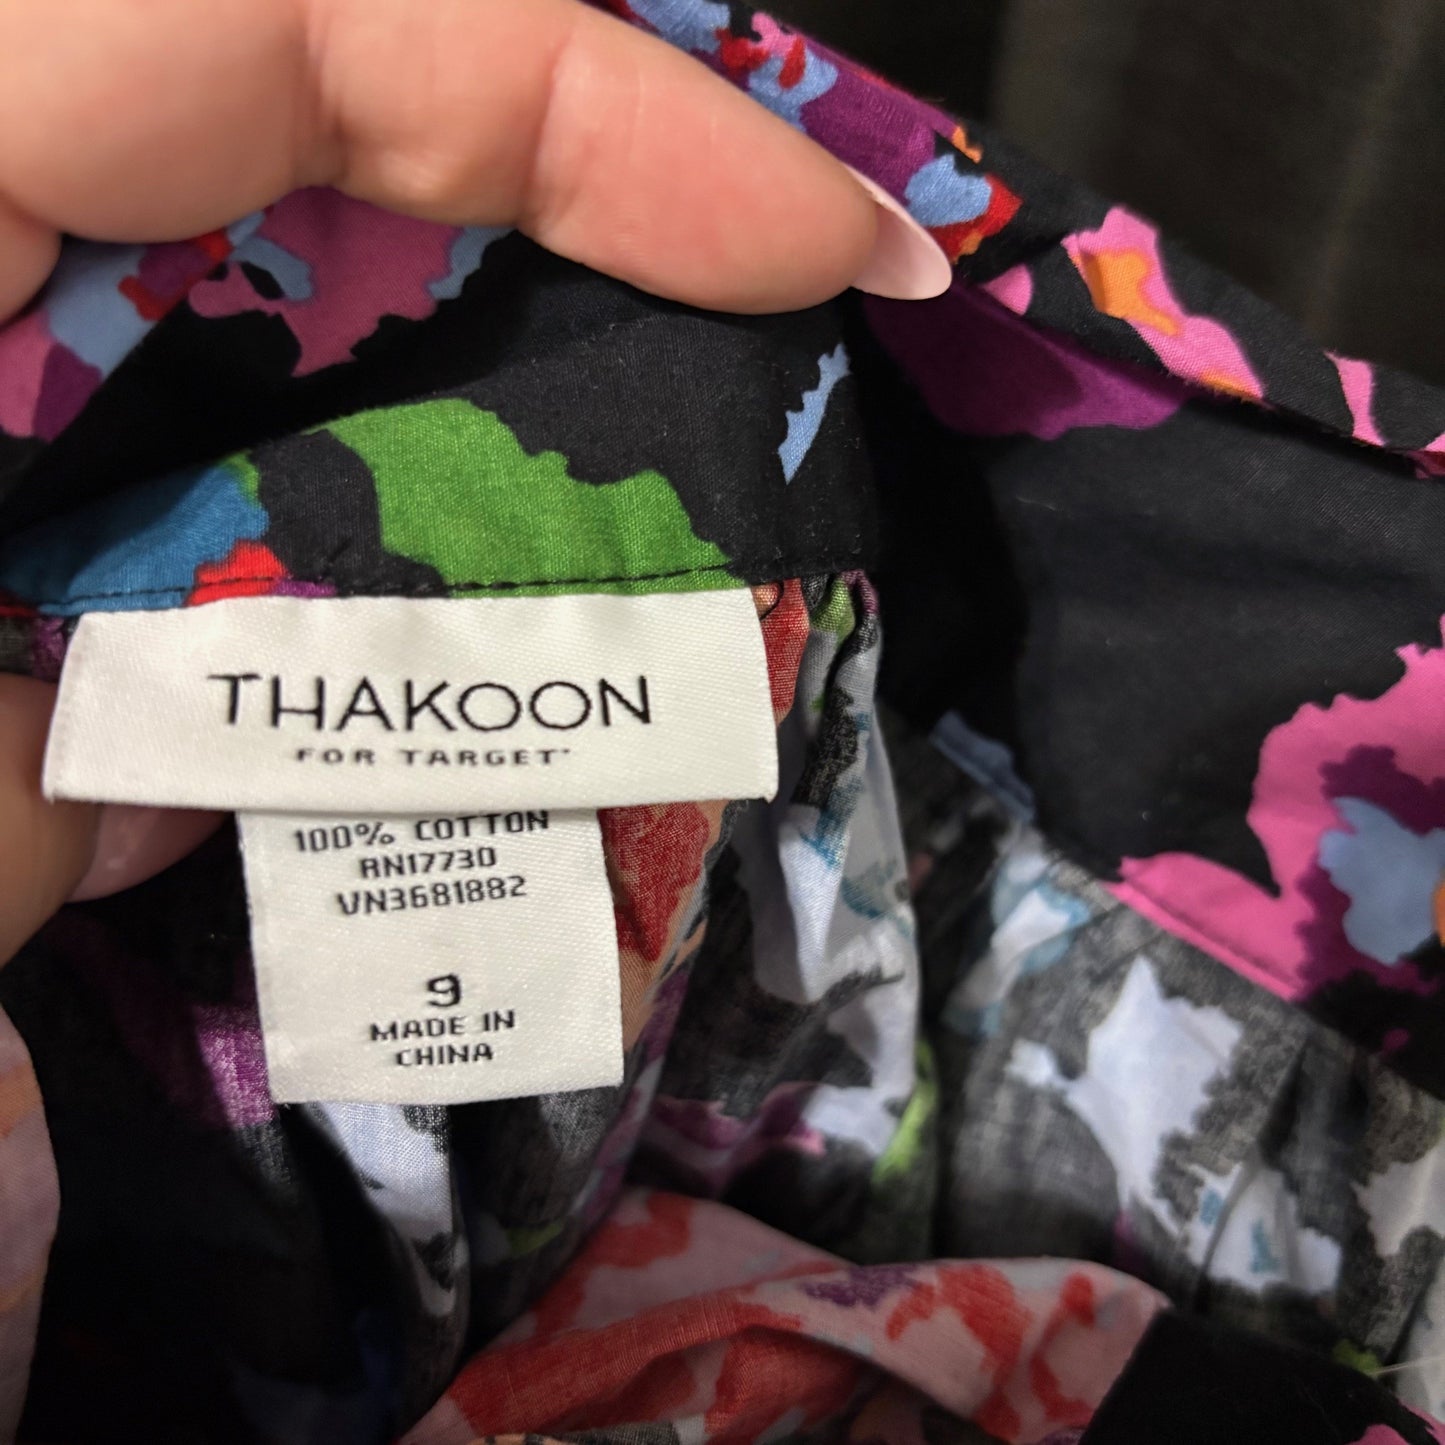 THAKOON
FOR TARGET
100% COTTON
RN17730
VN3681882
9
MADE IN
CHINA